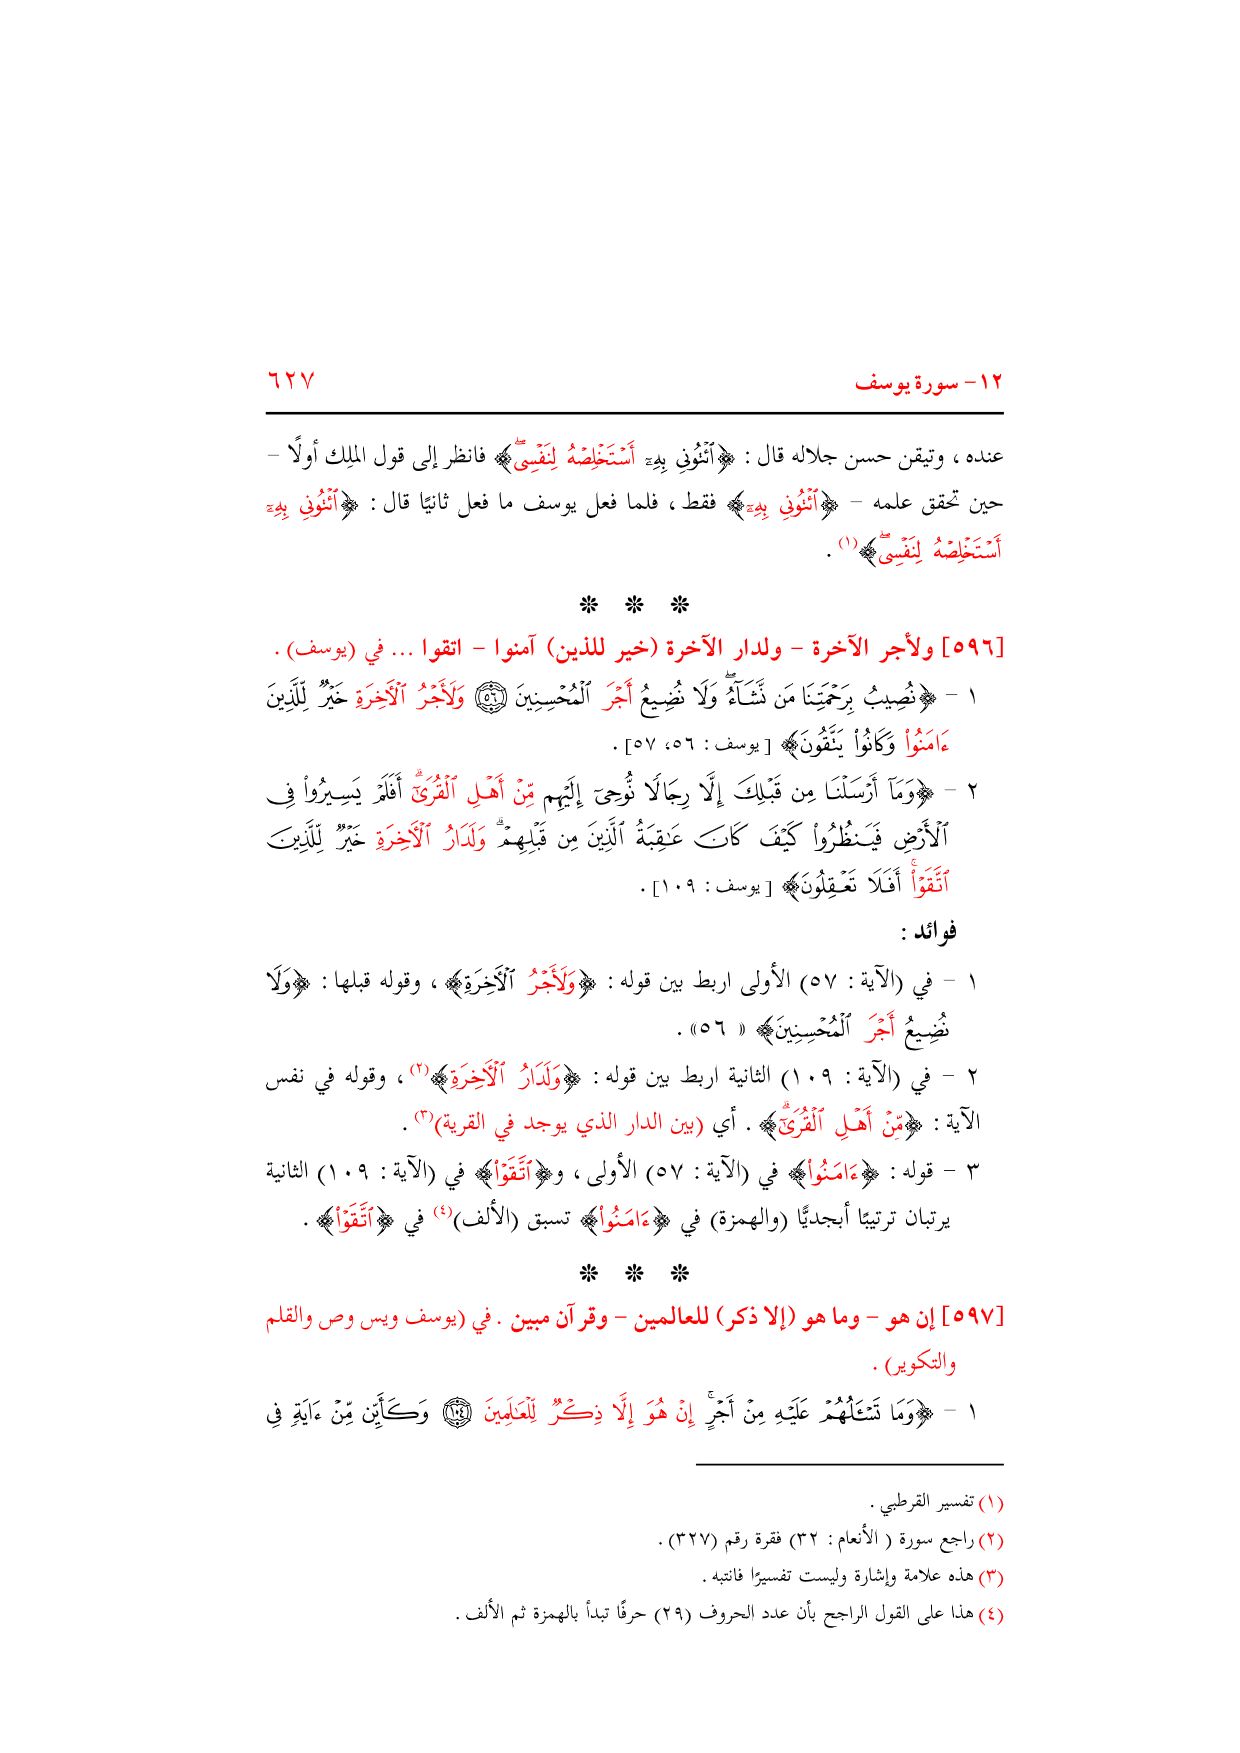 ١٢- سورة يوسف ٦٢٧
عنده ، وتيقن حسن جلاله قال : ﴿ٱئْتُونِى بِهِۦٓ أَسْتَخْلِصْهُ لِنَفْسِىۖ﴾ فانظر إلى قول الملِك أولًا –
حين تحقق علمه – ﴿ٱئْتُونِى بِهِۦ﴾ فقط ، فلما فعل يوسف ما فعل ثانيًا قال : ﴿ٱئْتُونِى بِهِۦٓ
أَسْتَخْلِصْهُ لِنَفْسِىۖ﴾(١) .
[٥٩٦] ولأجر الآخرة – ولدار الآخرة (خير للذين) آمنوا – اتقوا ... في (يوسف) .
١ – ﴿نُصِيبُ بِرَحْمَتِنَا مَن نَّشَآءُۖ وَلَا نُضِيعُ أَجْرَ ٱلْمُحْسِنِينَ ٥٦ وَلَأَجْرُ ٱلْأَخِرَةِ خَيْرٌ لِّلَّذِينَ
ءَامَنُوا۟ وَكَانُوا۟ يَتَّقُونَ﴾ [يوسف : ٥٦، ٥٧] .
٢ – ﴿وَمَآ أَرْسَلْنَا مِن قَبْلِكَ إِلَّا رِجَالًا نُّوحِىٓ إِلَيْهِم مِّنْ أَهْلِ ٱلْقُرَىٰٓۗ أَفَلَمْ يَسِيرُوا۟ فِى
ٱلْأَرْضِ فَيَنظُرُوا۟ كَيْفَ كَانَ عَـٰقِبَةُ ٱلَّذِينَ مِن قَبْلِهِمْۗ وَلَدَارُ ٱلْأَخِرَةِ خَيْرٌ لِّلَّذِينَ
ٱتَّقَوْا۟ۚ أَفَلَا تَعْقِلُونَ﴾ [يوسف : ١٠٩] .
فوائد :
١ – في (الآية : ٥٧) الأولى اربط بين قوله : ﴿وَلَأَجْرُ ٱلْأَخِرَةِ﴾ ، وقوله قبلها : ﴿وَلَا
نُضِيعُ أَجْرَ ٱلْمُحْسِنِينَ﴾ «٥٦» .
٢ – في (الآية : ١٠٩) الثانية اربط بين قوله : ﴿وَلَدَارُ ٱلْأَخِرَةِ﴾(٢) ، وقوله في نفس
الآية : ﴿مِّنْ أَهْلِ ٱلْقُرَىٰٓۗ﴾ . أي (بين الدار الذي يوجد في القرية)(٣) .
٣ – قوله : ﴿ءَامَنُوا۟﴾ في (الآية : ٥٧) الأولى ، و﴿ٱتَّقَوْا۟﴾ في (الآية : ١٠٩) الثانية
يرتبان ترتيبًا أبجديًّا (والهمزة) في ﴿ءَامَنُوا۟﴾ تسبق (الألف)(٤) في ﴿ٱتَّقَوْا۟﴾ .
[٥٩٧] إن هو – وما هو (إلا ذكر) للعالمين – وقرآن مبين . في (يوسف ويس وص والقلم
والتكوير) .
١ – ﴿وَمَا تَسْـَٔلُهُمْ عَلَيْهِ مِنْ أَجْرٍۚ إِنْ هُوَ إِلَّا ذِكْرٌ لِّلْعَـٰلَمِينَ ١٠٤ وَكَأَيِّن مِّنْ ءَايَةٍ فِى
(١) تفسير القرطبي .
(٢) راجع سورة ( الأنعام : ٣٢) فقرة رقم (٣٢٧) .
(٣) هذه علامة وإشارة وليست تفسيرًا فانتبه .
(٤) هذا على القول الراجح بأن عدد الحروف (٢٩) حرفًا تبدأ بالهمزة ثم الألف .